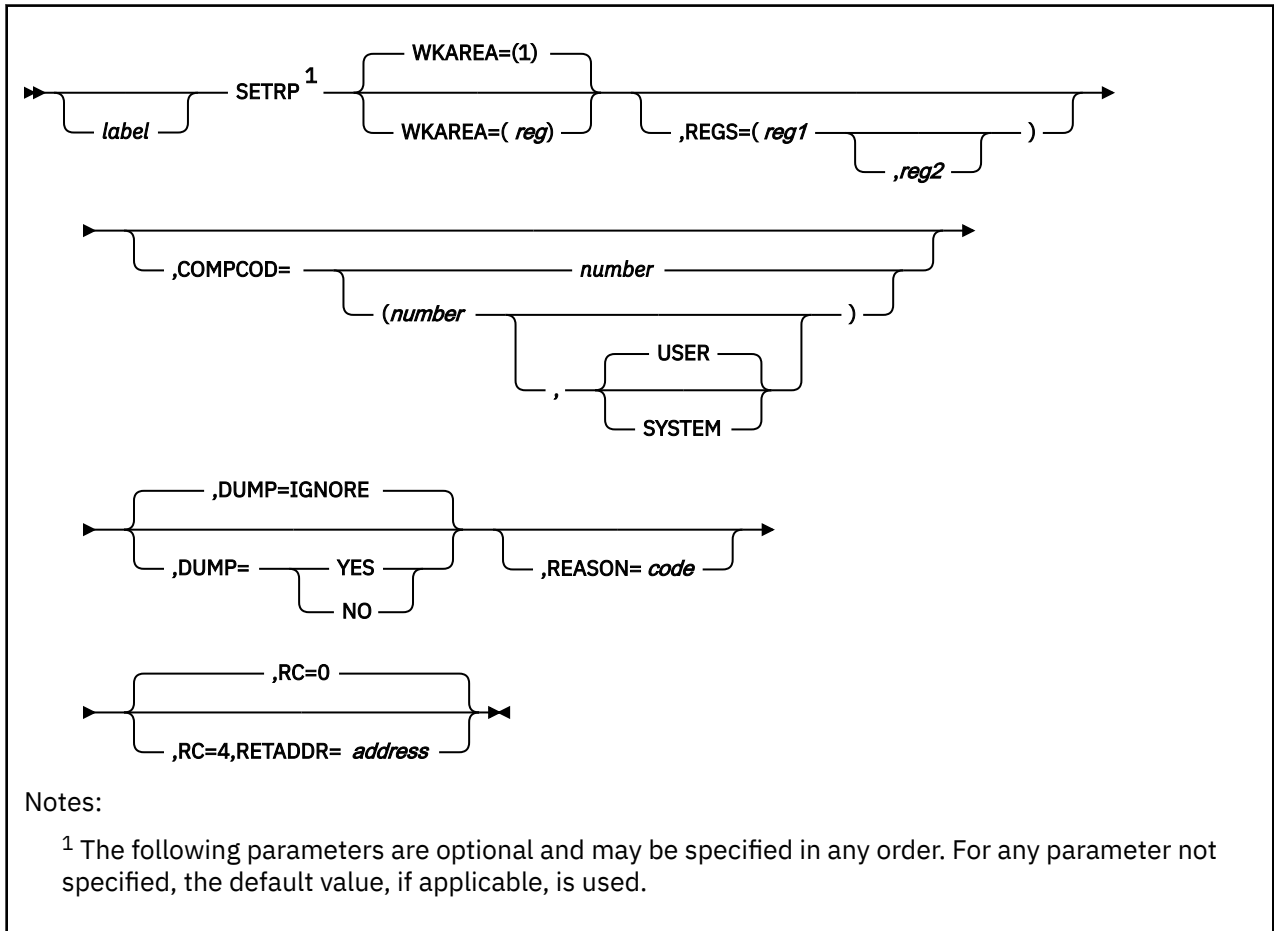 WKAREA=(1)
label SETRP 1 WKAREA=( reg) ,REGS=( reg1 ,reg2 )
,COMPCOD= number
(number , USER )
SYSTEM
,DUMP=IGNORE
,DUMP= YES ,REASON= code
NO
,RC=0
,RC=4,RETADDR= address
Notes:
1 The following parameters are optional and may be specified in any order. For any parameter not
specified, the default value, if applicable, is used.